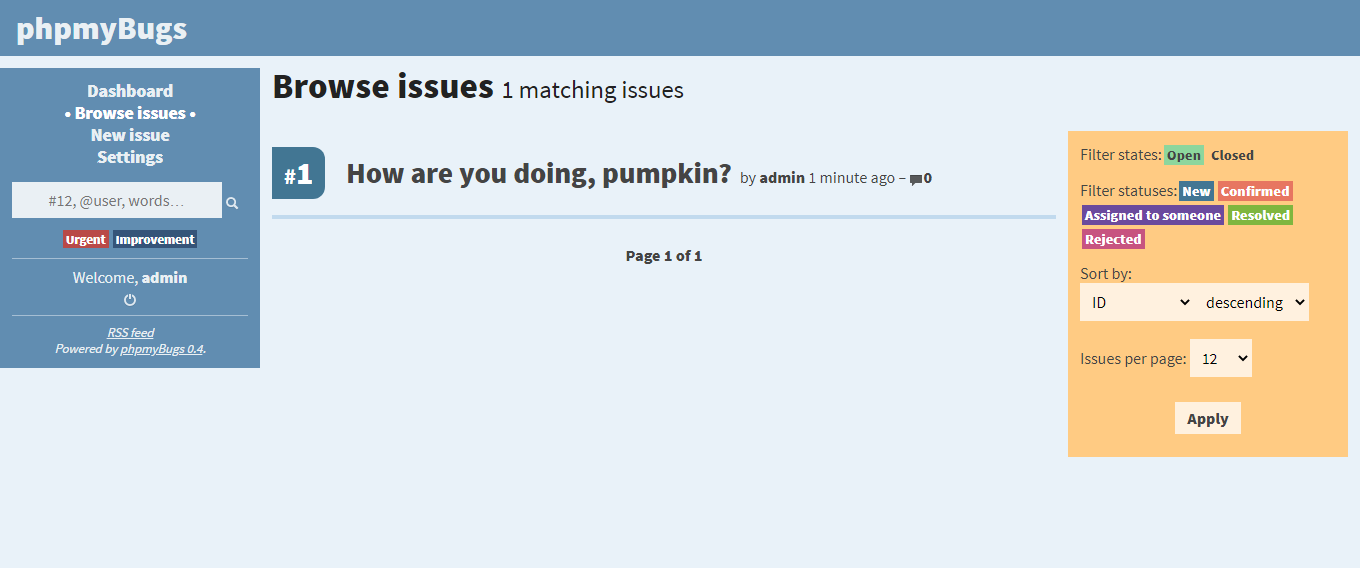 phpmyBugs
Dashboard
• Browse issues •
New issue
Settings
#12, @user, words…
Urgent Improvement
Welcome, admin
RSS feed
Powered by phpmyBugs 0.4.
Browse issues 1 matching issues
#1 How are you doing, pumpkin? by admin 1 minute ago – 0
Page 1 of 1
Filter states: Open Closed
Filter statuses: New Confirmed
Assigned to someone Resolved
Rejected
Sort by:
ID descending
Issues per page: 12
Apply